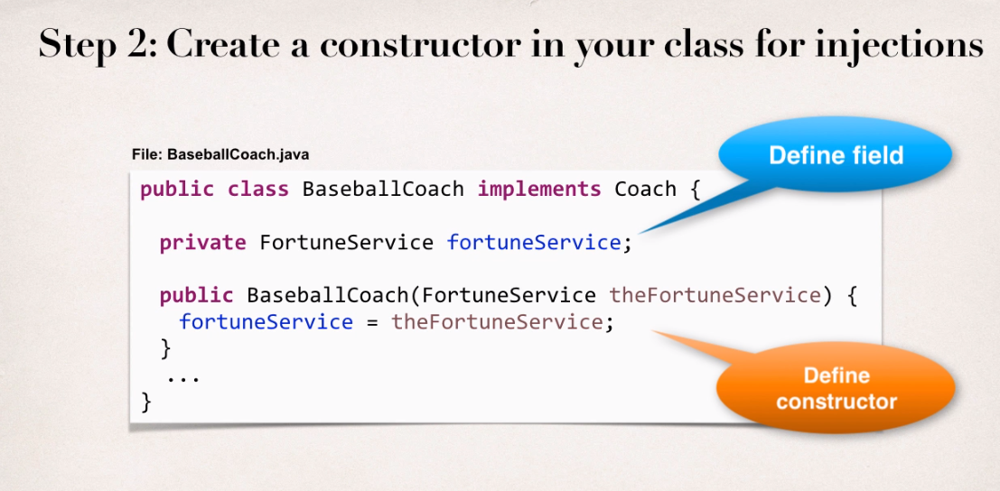 Step 2: Create a constructor in your class for injections
File: BaseballCoach.java
Define field
public class BaseballCoach implements Coach {
private FortuneService fortuneService;
public BaseballCoach(FortuneService theFortuneService) {
fortuneService = theFortuneService;
}
...
}
Define
constructor